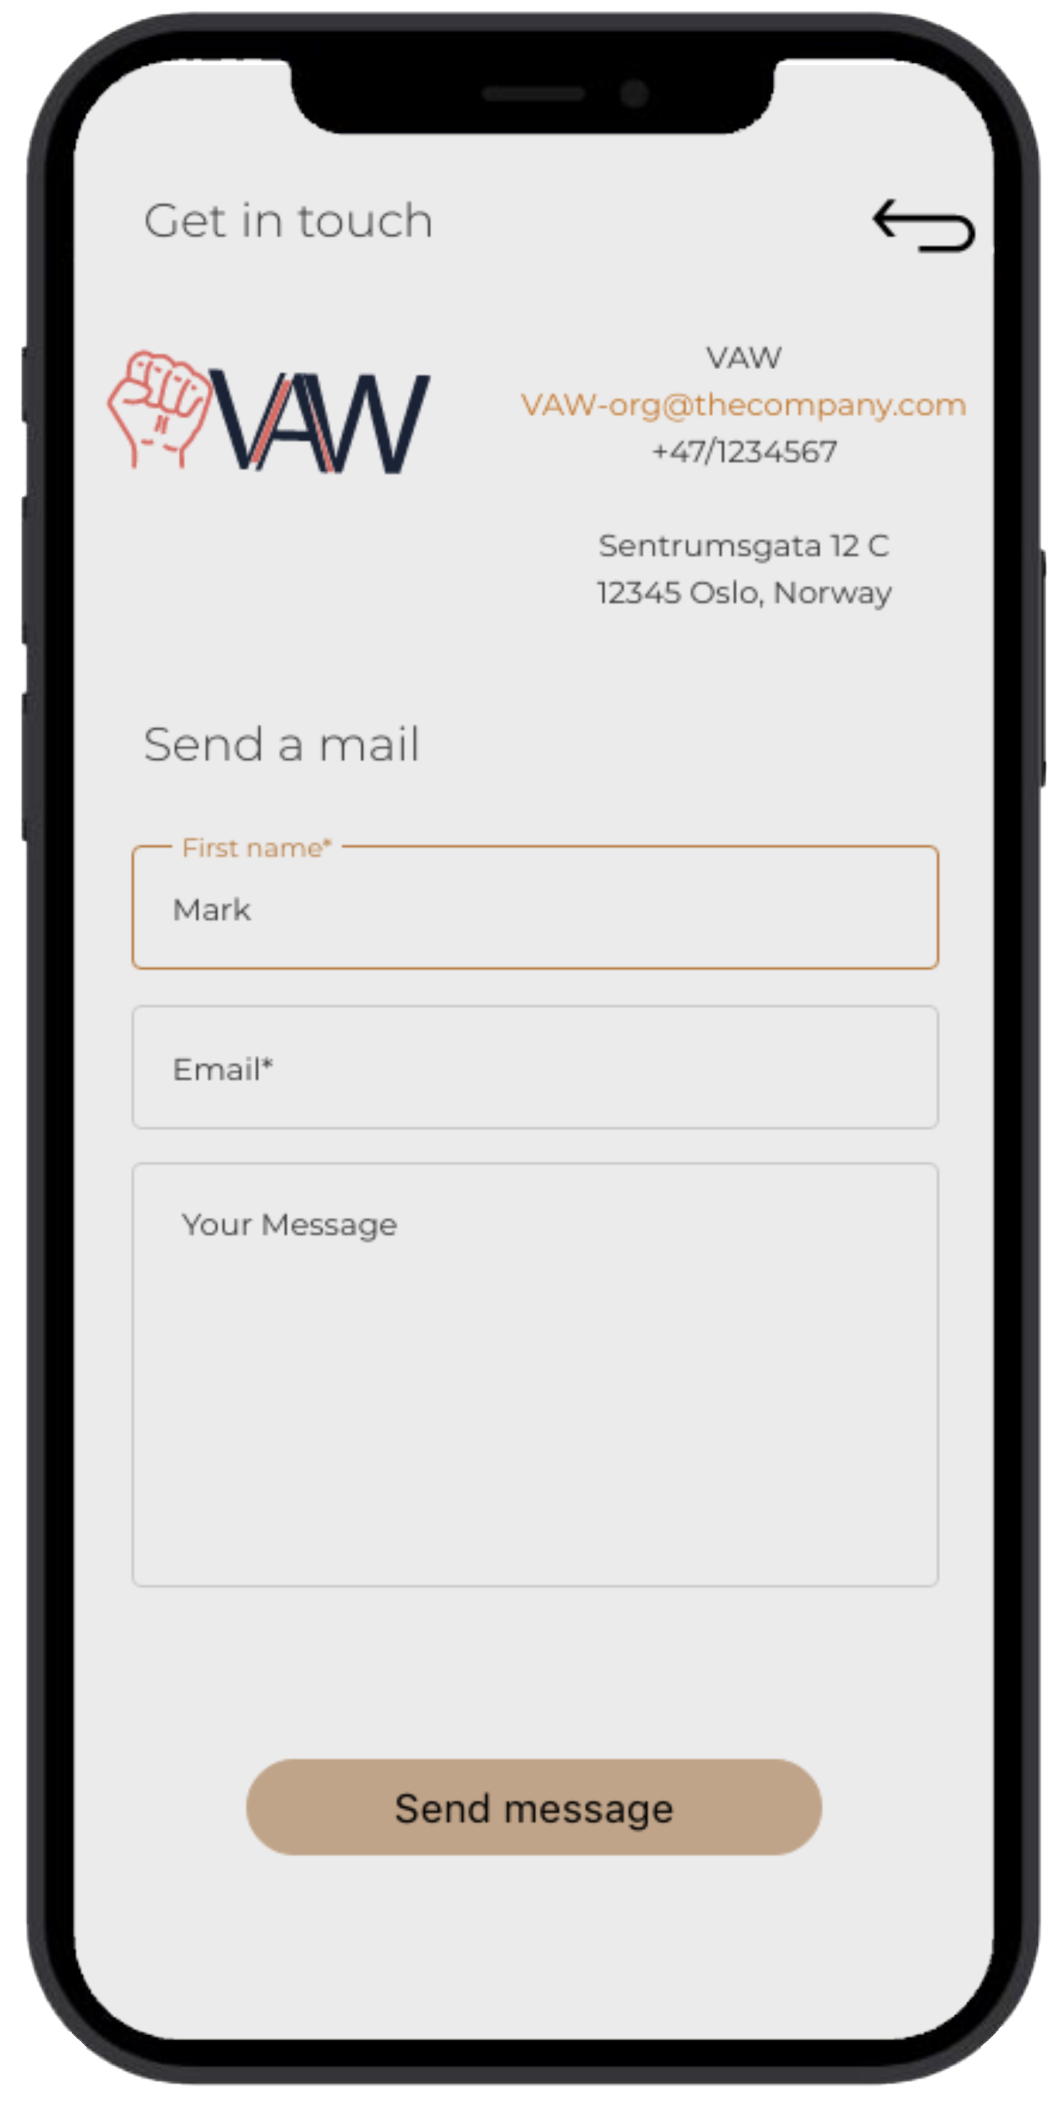 Get in touch
VAW
VAW
VAW-org@thecompany.com
+47/1234567
Sentrumsgata 12 C
12345 Oslo, Norway
Send a mail
First name*
Mark
Email*
Your Message
Send message